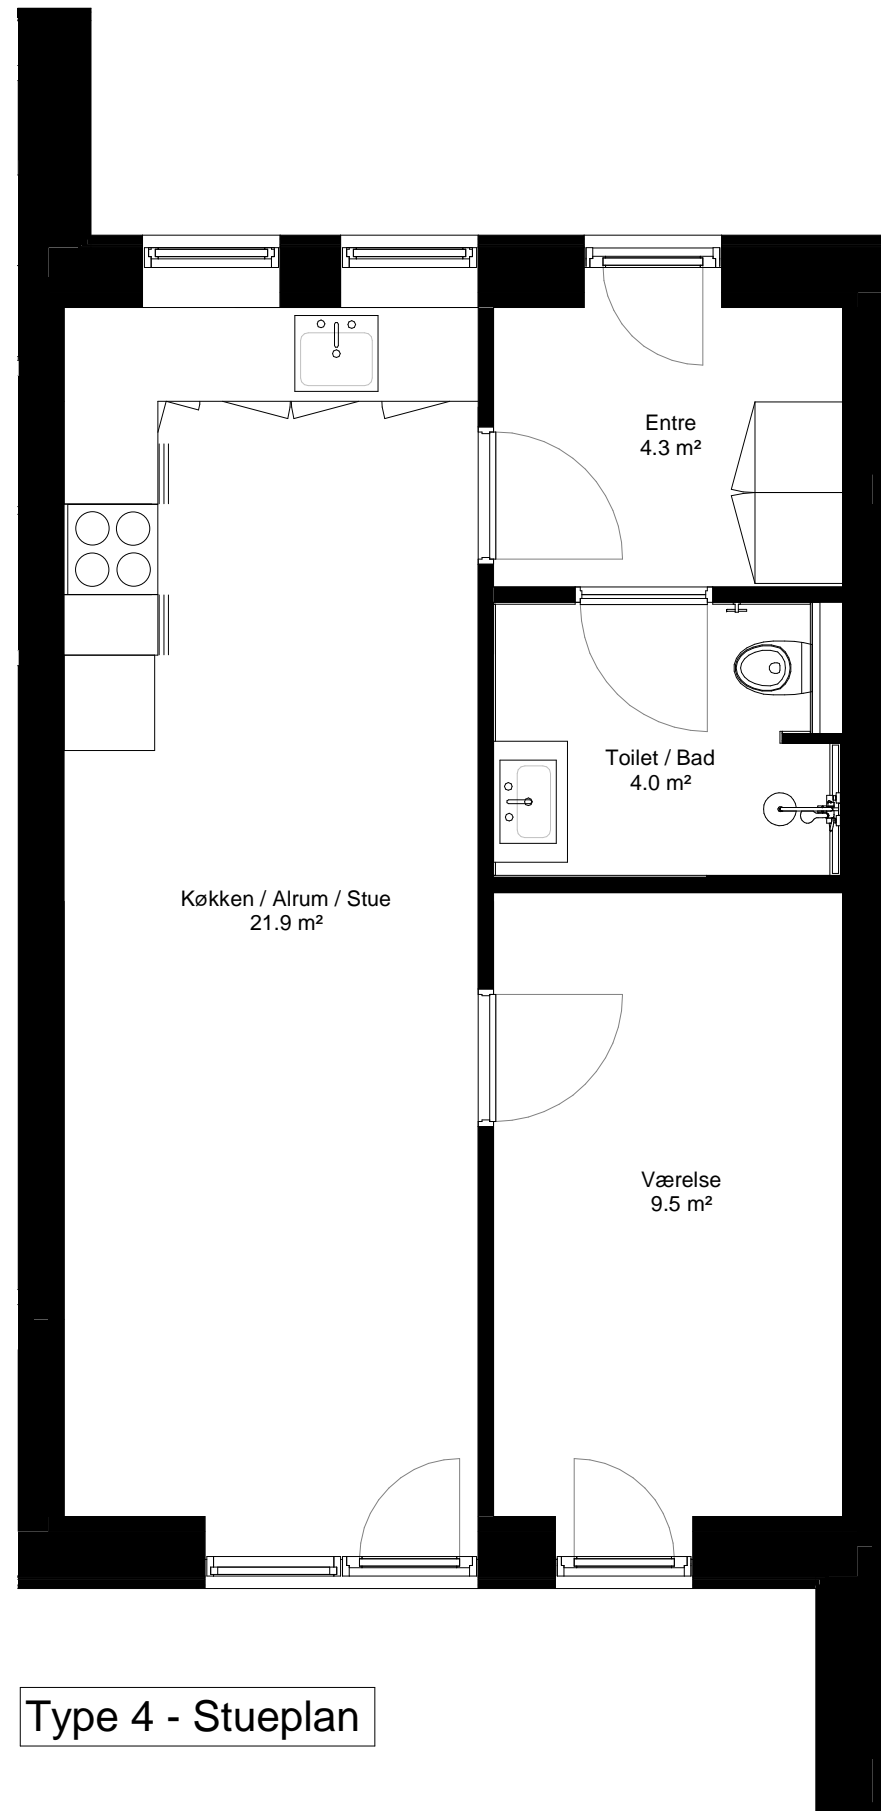 Entre
4.3 m²
Toilet / Bad
4.0 m²
Køkken / Alrum / Stue
21.9 m²
Værelse
9.5 m²
Type 4 - Stueplan